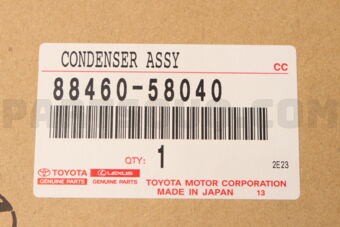 CONDENSER ASSY
CC
88460-58040
QTY: 1
2E23
TOYOTA
GENUINE PARTS
LEXUS
GENUINE PARTS
TOYOTA MOTOR CORPORATION
MADE IN JAPAN 13